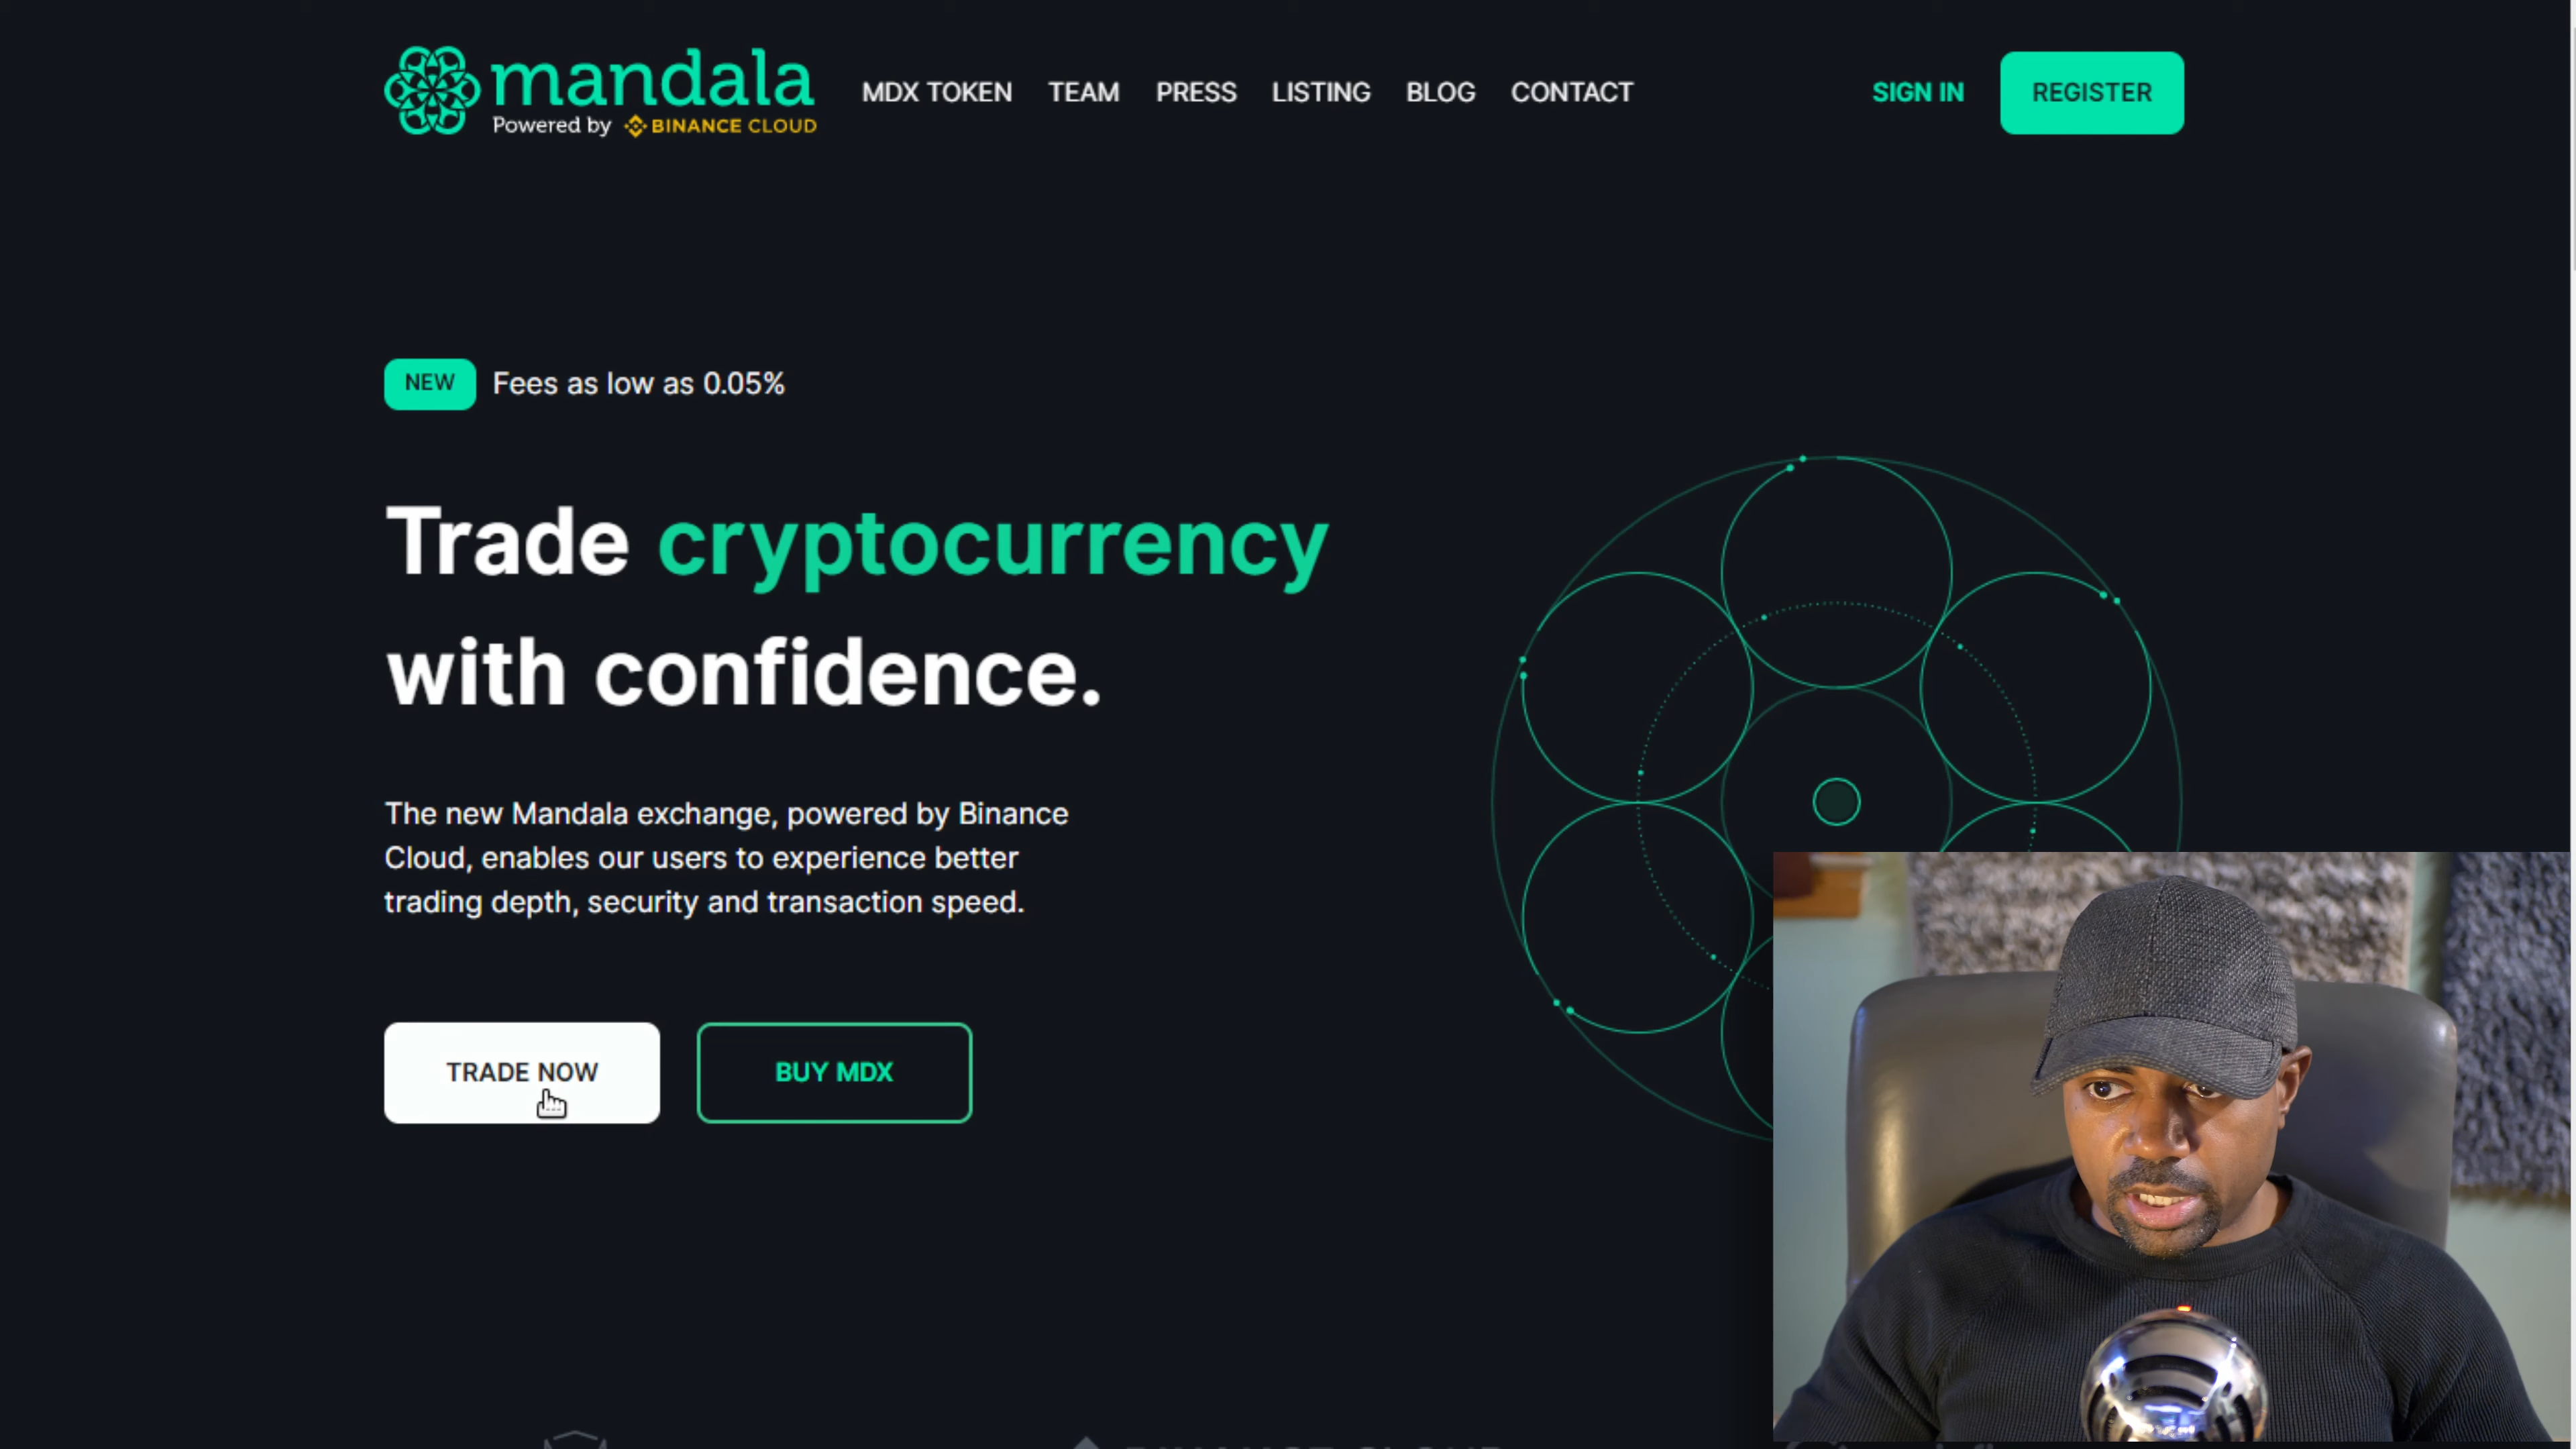 mandala
Powered by BINANCE CLOUD
MDX TOKEN TEAM PRESS LISTING BLOG CONTACT
SIGN IN REGISTER
NEW Fees as low as 0.05%
Trade cryptocurrency
with confidence.
The new Mandala exchange, powered by Binance
Cloud, enables our users to experience better
trading depth, security and transaction speed.
TRADE NOW BUY MDX